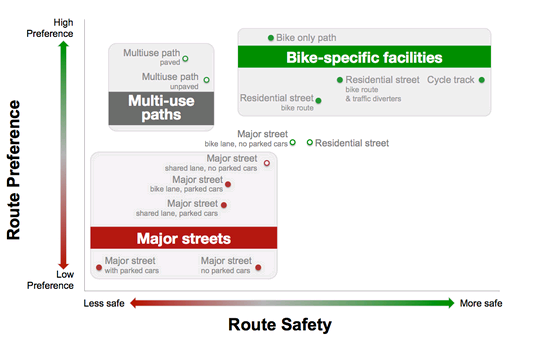 High
Preference
Bike only path
Multiuse path
paved
Bike-specific facilities
Multiuse path
unpaved
Residential street
bike route
& traffic diverters
Cycle track
Residential street
bike route
Multi-use
paths
Major street
bike lane, no parked cars
Residential street
Major street
shared lane, no parked cars
Major street
bike lane, parked cars
Major street
shared lane, parked cars
Major streets
Major street
with parked cars
Major street
no parked cars
Low
Preference
Route Preference
Less safe
More safe
Route Safety